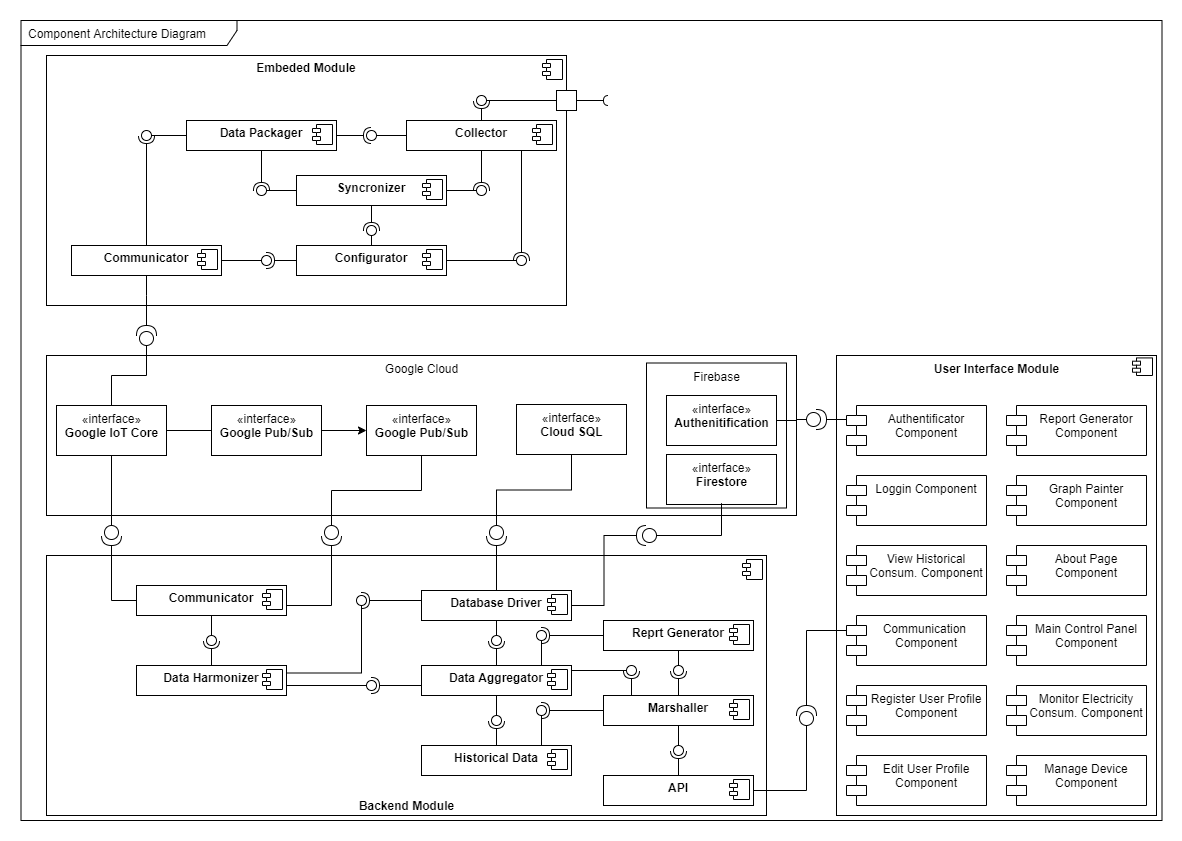 Component Architecture Diagram
Embeded Module
Data Packager
Collector
Syncronizer
Communicator
Configurator
Google Cloud
«interface»
Google IoT Core
«interface»
Google Pub/Sub
«interface»
Google Pub/Sub
«interface»
Cloud SQL
Firebase
«interface»
Authenitification
«interface»
Firestore
User Interface Module
Authentificator
Component
Report Generator
Component
Loggin Component
Graph Painter
Component
View Historical
Consum. Component
About Page
Component
Communication
Component
Main Control Panel
Component
Register User Profile
Component
Monitor Electricity
Consum. Component
Edit User Profile
Component
Manage Device
Component
Communicator
Database Driver
Reprt Generator
Data Harmonizer
Data Aggregator
Marshaller
Historical Data
API
Backend Module